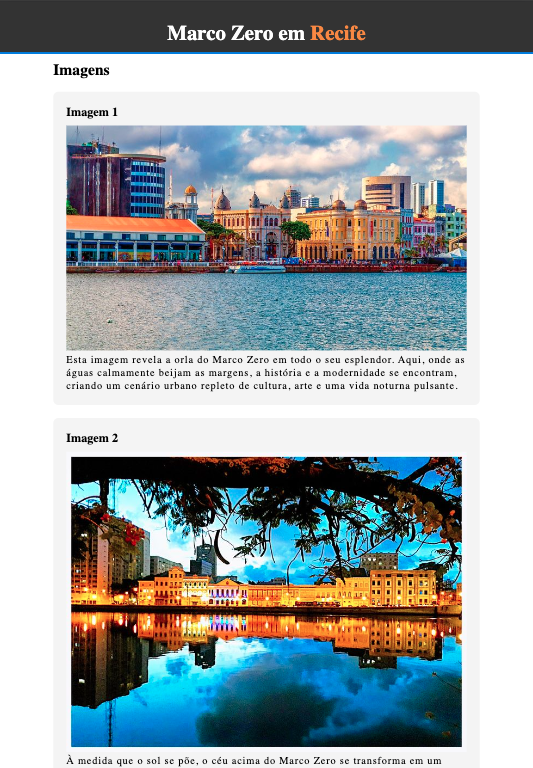 Marco Zero em Recife
Imagens
Imagem 1
Esta imagem revela a orla do Marco Zero em todo o seu esplendor. Aqui, onde as
águas calmamente beijam as margens, a história e a modernidade se encontram,
criando um cenário urbano repleto de cultura, arte e uma vida noturna pulsante.
Imagem 2
À medida que o sol se põe, o céu acima do Marco Zero se transforma em um